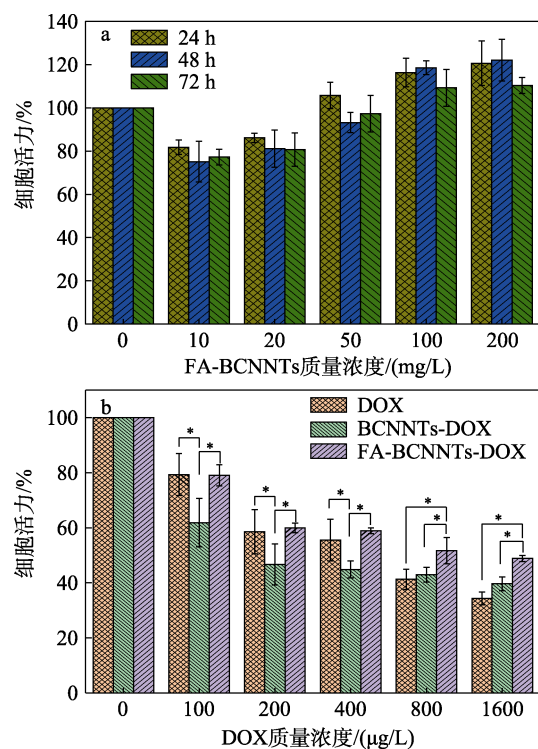 a
24 h
48 h
72 h
140
120
100
80
60
40
20
0
细胞活力/%
0 10 20 50 100 200
FA-BCNNTs质量浓度/(mg/L)
b
DOX
BCNNTs-DOX
FA-BCNNTs-DOX
100
80
60
40
20
0
细胞活力/%
* * * * * * * * * *
0 100 200 400 800 1600
DOX质量浓度/(μg/L)